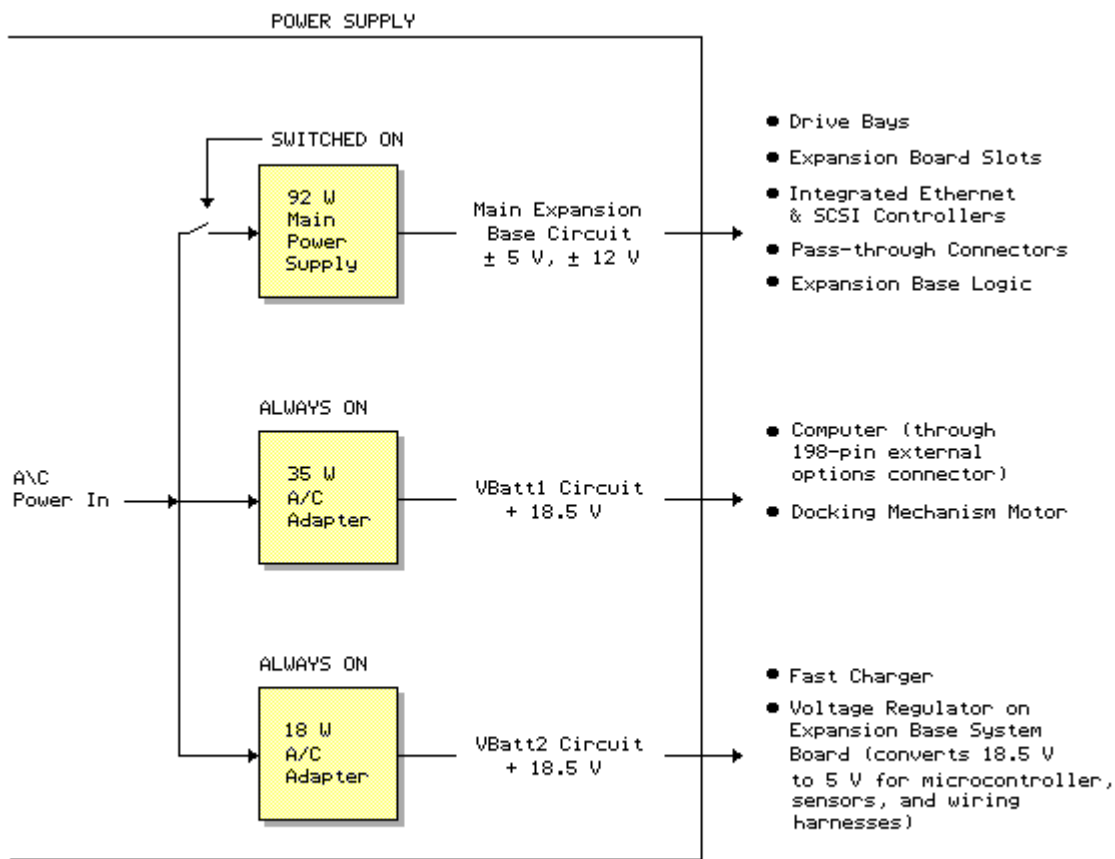 POWER SUPPLY
SWITCHED ON
92 W
Main
Power
Supply
Main Expansion
Base Circuit
± 5 V, ± 12 V
● Drive Bays
● Expansion Board Slots
● Integrated Ethernet
& SCSI Controllers
● Pass-through Connectors
● Expansion Base Logic
A\C
Power In
ALWAYS ON
35 W
A/C
Adapter
VBatt1 Circuit
+ 18.5 V
● Computer (through
198-pin external
options connector)
● Docking Mechanism Motor
ALWAYS ON
18 W
A/C
Adapter
VBatt2 Circuit
+ 18.5 V
● Fast Charger
● Voltage Regulator on
Expansion Base System
Board (converts 18.5 V
to 5 V for microcontroller,
sensors, and wiring
harnesses)